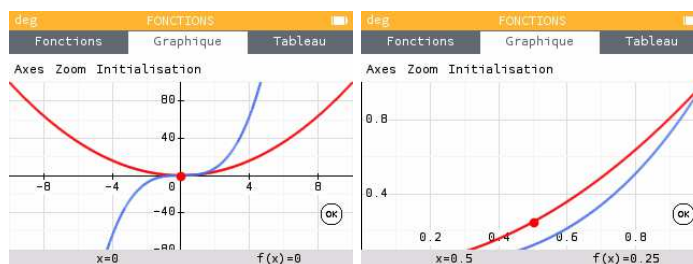 deg FONCTIONS
Fonctions Graphique Tableau
Axes Zoom Initialisation
80
40
-8 -4 0 4 8
-40
-80
OK
x=0 f(x)=0
deg FONCTIONS
Fonctions Graphique Tableau
Axes Zoom Initialisation
0.8
0.4
0.2 0.4 0.6 0.8
OK
x=0.5 f(x)=0.25